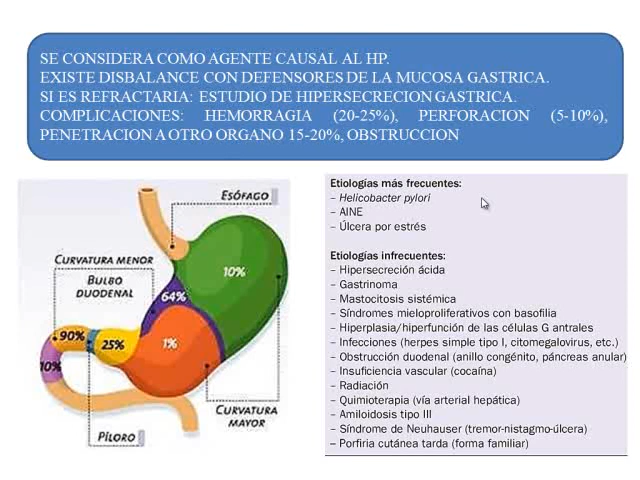 SE CONSIDERA COMO AGENTE CAUSAL AL HP.
EXISTE DISBALANCE CON DEFENSORES DE LA MUCOSA GASTRICA.
SI ES REFRACTARIA: ESTUDIO DE HIPERSECRECION GASTRICA.
COMPLICACIONES: HEMORRAGIA (20-25%), PERFORACION (5-10%),
PENETRACION A OTRO ORGANO 15-20%, OBSTRUCCION
ESÓFAGO
CURVATURA MENOR
BULBO
DUODENAL
10%
64%
90%
25%
1%
10%
CURVATURA
MAYOR
PÍLORO
Etiologías más frecuentes:
– Helicobacter pylori
– AINE
– Úlcera por estrés
Etiologías infrecuentes:
– Hipersecreción ácida
– Gastrinoma
– Mastocitosis sistémica
– Síndromes mieloproliferativos con basofilia
– Hiperplasia/hiperfunción de las células G antrales
– Infecciones (herpes simple tipo I, citomegalovirus, etc.)
– Obstrucción duodenal (anillo congénito, páncreas anular)
– Insuficiencia vascular (cocaína)
– Radiación
– Quimioterapia (vía arterial hepática)
– Amiloidosis tipo III
– Síndrome de Neuhauser (tremor-nistagmo-úlcera)
– Porfiria cutánea tarda (forma familiar)